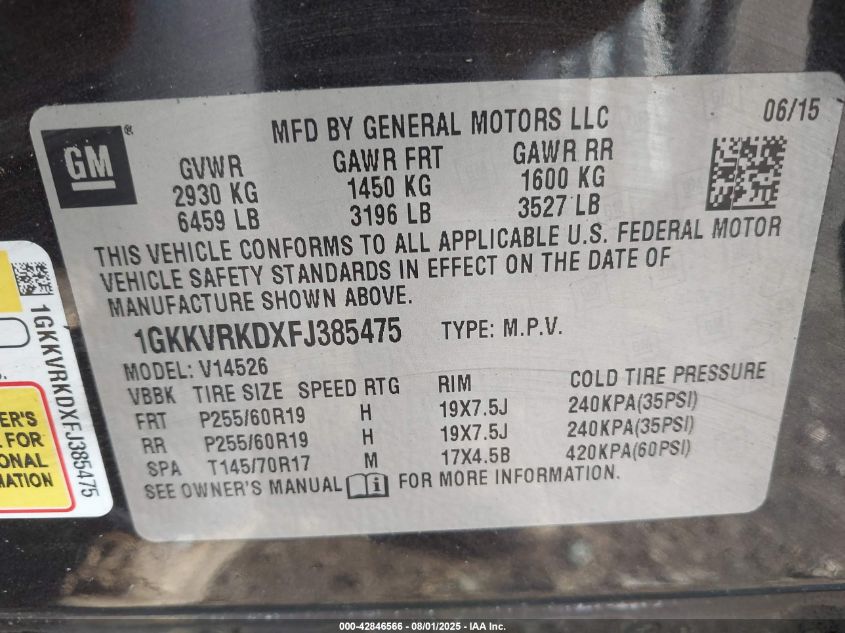 06/15
GM®
MFD BY GENERAL MOTORS LLC
GVWR GAWR FRT GAWR RR
2930 KG 1450 KG 1600 KG
6459 LB 3196 LB 3527 LB
THIS VEHICLE CONFORMS TO ALL APPLICABLE U.S. FEDERAL MOTOR
VEHICLE SAFETY STANDARDS IN EFFECT ON THE DATE OF
MANUFACTURE SHOWN ABOVE.
1GKKVRKDXFJ385475 TYPE: M.P.V.
MODEL: V14526
VBBK TIRE SIZE SPEED RTG RIM COLD TIRE PRESSURE
FRT P255/60R19 H 19X7.5J 240KPA(35PSI)
RR P255/60R19 H 19X7.5J 240KPA(35PSI)
SPA T145/70R17 M 17X4.5B 420KPA(60PSI)
SEE OWNER'S MANUAL i FOR MORE INFORMATION.
1GKKVRKDXFJ385475
ER'S
FOR
ONAL
MATION
000-42846566 - 08/01/2025 - IAA Inc.